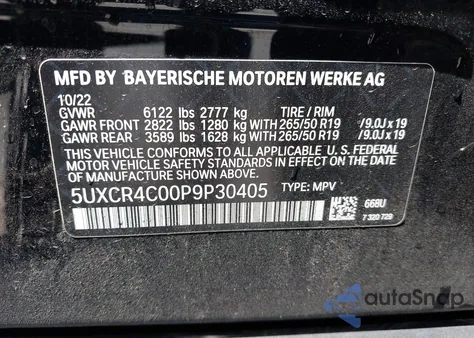 MFD BY BAYERISCHE MOTOREN WERKE AG
10/22
GVWR 6122 lbs 2777 kg TIRE / RIM
GAWR FRONT 2822 lbs 1280 kg WITH 265/50 R19 /9.0J x 19
GAWR REAR 3589 lbs 1628 kg WITH 265/50 R19 /9.0J x 19
THIS VEHICLE CONFORMS TO ALL APPLICABLE U.S.
FEDERAL MOTOR VEHICLE SAFETY STANDARDS IN
EFFECT ON THE DATE OF MANUFACTURE SHOWN ABOVE.
5UXCR4C00P9P30405 TYPE: MPV
668U
7 320 729
autoSnap